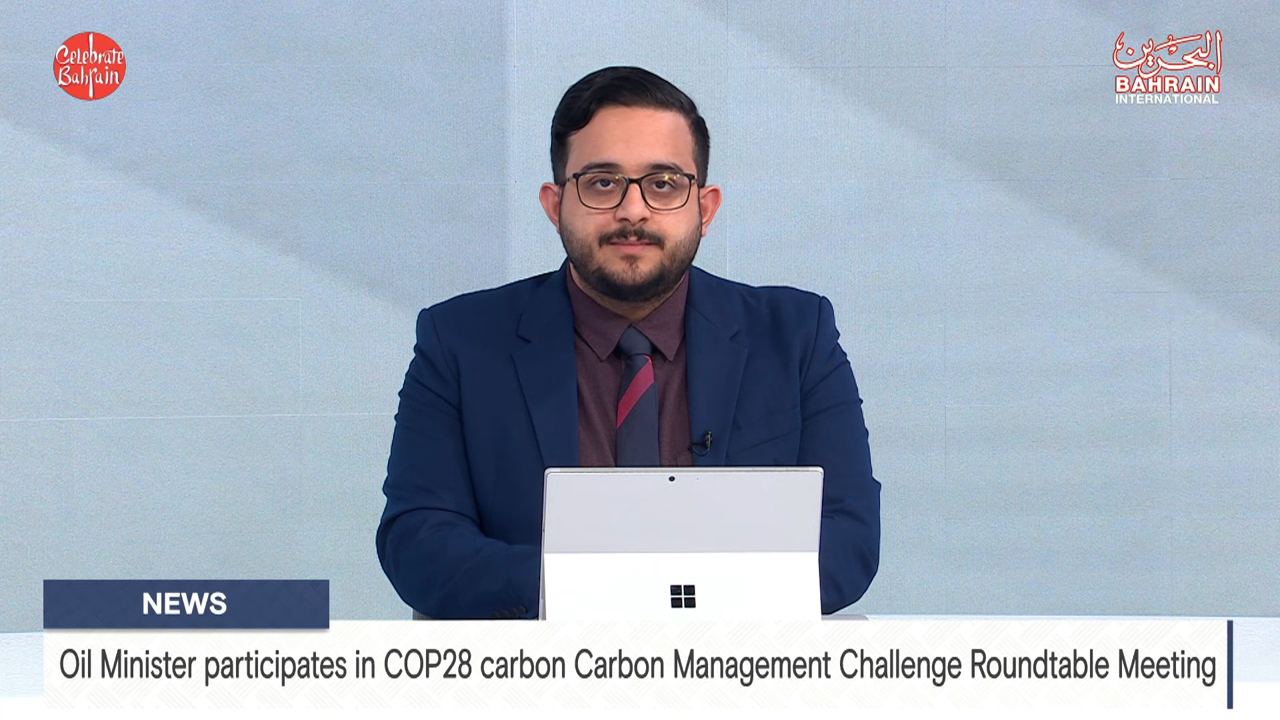 Celebrate
Bahrain
البحرين
BAHRAIN
INTERNATIONAL
NEWS
Oil Minister participates in COP28 carbon Carbon Management Challenge Roundtable Meeting